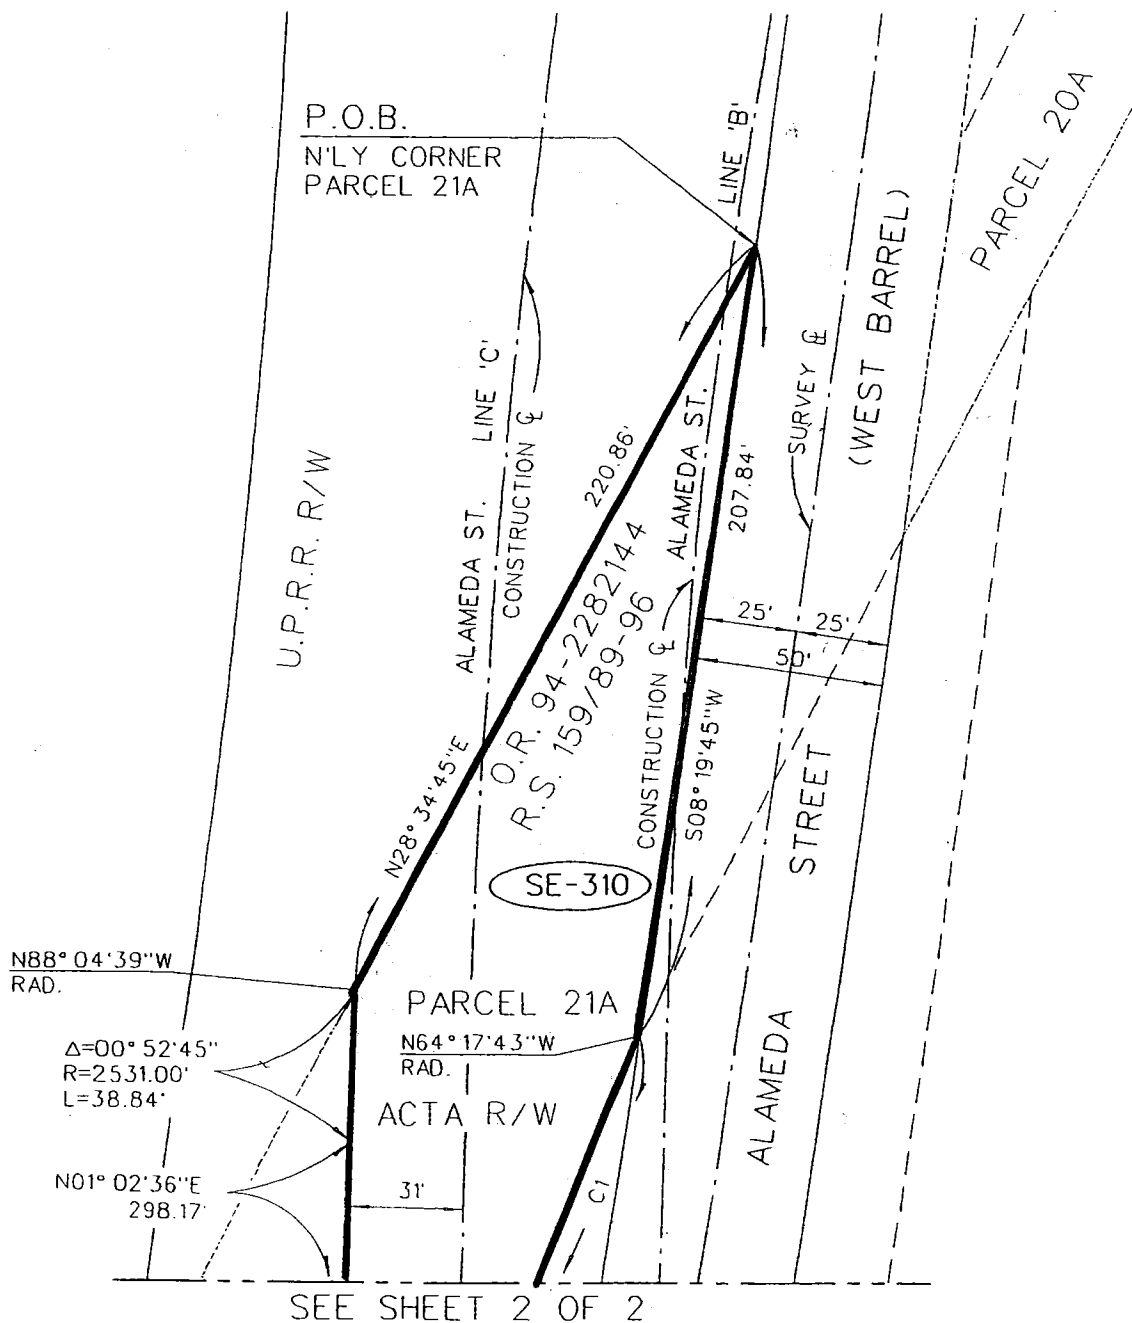 P.O.B.
N'LY CORNER
PARCEL 21A
LINE 'B'
PARCEL 20A
(WEST BARREL)
SURVEY ℄
LINE 'C'
CONSTRUCTION ℄
ALAMEDA ST.
U.P.R.R. R/W
220.86'
ALAMEDA ST.
207.84'
O.R. 94-2282144
R.S. 159/89-96
25'
25'
50'
CONSTRUCTION ℄
S08°19'45"W
N28°34'45"E
STREET
SE-310
N88°04'39"W
RAD.
PARCEL 21A
N64°17'43"W
RAD.
Δ=00°52'45"
R=2531.00'
L=38.84'
ACTA R/W
ALAMEDA
N01°02'36"E
298.17'
31'
C1
SEE SHEET 2 OF 2